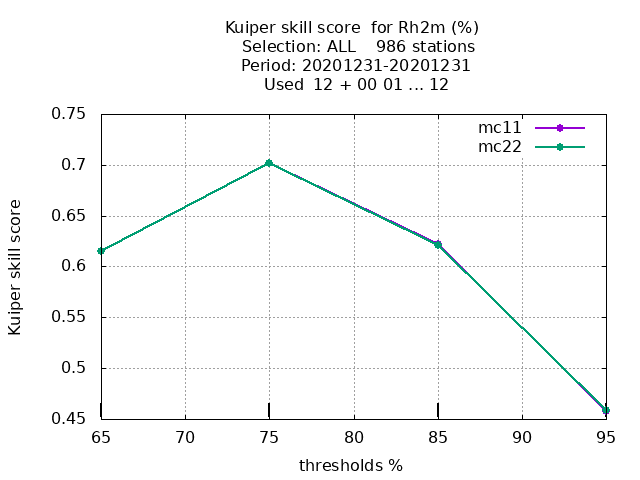 Kuiper skill score  for Rh2m (%)
Selection: ALL    986 stations
Period: 20201231-20201231
Used  12 + 00 01 ... 12
mc11
mc22
Kuiper skill score
0.75
0.7
0.65
0.6
0.55
0.5
0.45
65 70 75 80 85 90 95
thresholds %